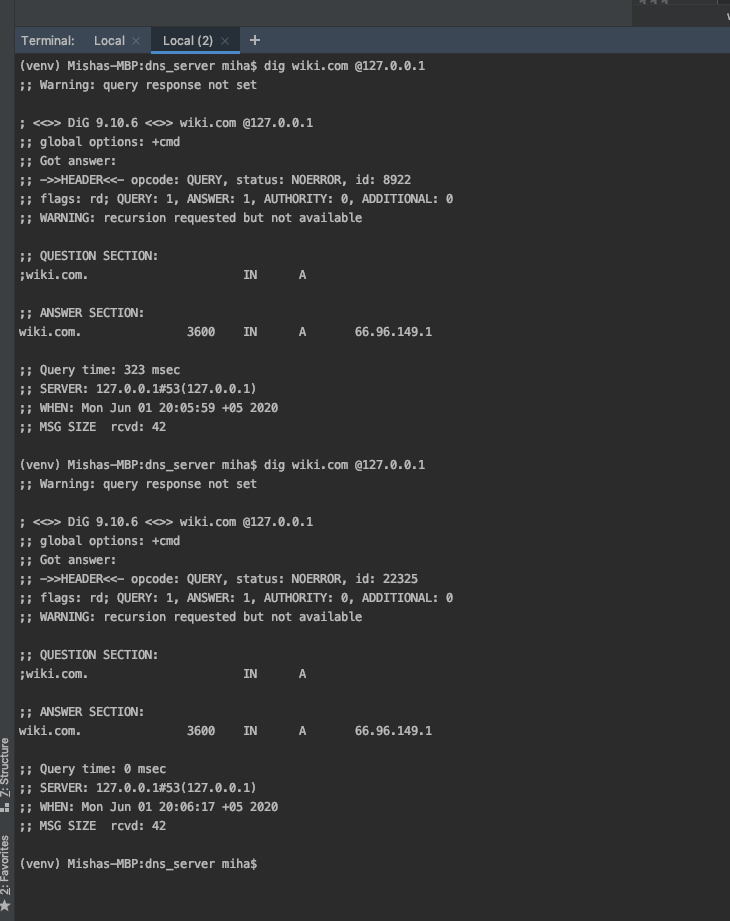 Terminal: Local × Local (2) × +
(venv) Mishas-MBP:dns_server miha$ dig wiki.com @127.0.0.1
;; Warning: query response not set
; <<>> DiG 9.10.6 <<>> wiki.com @127.0.0.1
;; global options: +cmd
;; Got answer:
;; ->>HEADER<<- opcode: QUERY, status: NOERROR, id: 8922
;; flags: rd; QUERY: 1, ANSWER: 1, AUTHORITY: 0, ADDITIONAL: 0
;; WARNING: recursion requested but not available
;; QUESTION SECTION:
;wiki.com. IN A
;; ANSWER SECTION:
wiki.com. 3600 IN A 66.96.149.1
;; Query time: 323 msec
;; SERVER: 127.0.0.1#53(127.0.0.1)
;; WHEN: Mon Jun 01 20:05:59 +05 2020
;; MSG SIZE rcvd: 42
(venv) Mishas-MBP:dns_server miha$ dig wiki.com @127.0.0.1
;; Warning: query response not set
; <<>> DiG 9.10.6 <<>> wiki.com @127.0.0.1
;; global options: +cmd
;; Got answer:
;; ->>HEADER<<- opcode: QUERY, status: NOERROR, id: 22325
;; flags: rd; QUERY: 1, ANSWER: 1, AUTHORITY: 0, ADDITIONAL: 0
;; WARNING: recursion requested but not available
;; QUESTION SECTION:
;wiki.com. IN A
;; ANSWER SECTION:
wiki.com. 3600 IN A 66.96.149.1
;; Query time: 0 msec
;; SERVER: 127.0.0.1#53(127.0.0.1)
;; WHEN: Mon Jun 01 20:06:17 +05 2020
;; MSG SIZE rcvd: 42
(venv) Mishas-MBP:dns_server miha$
7: Structure
2: Favorites